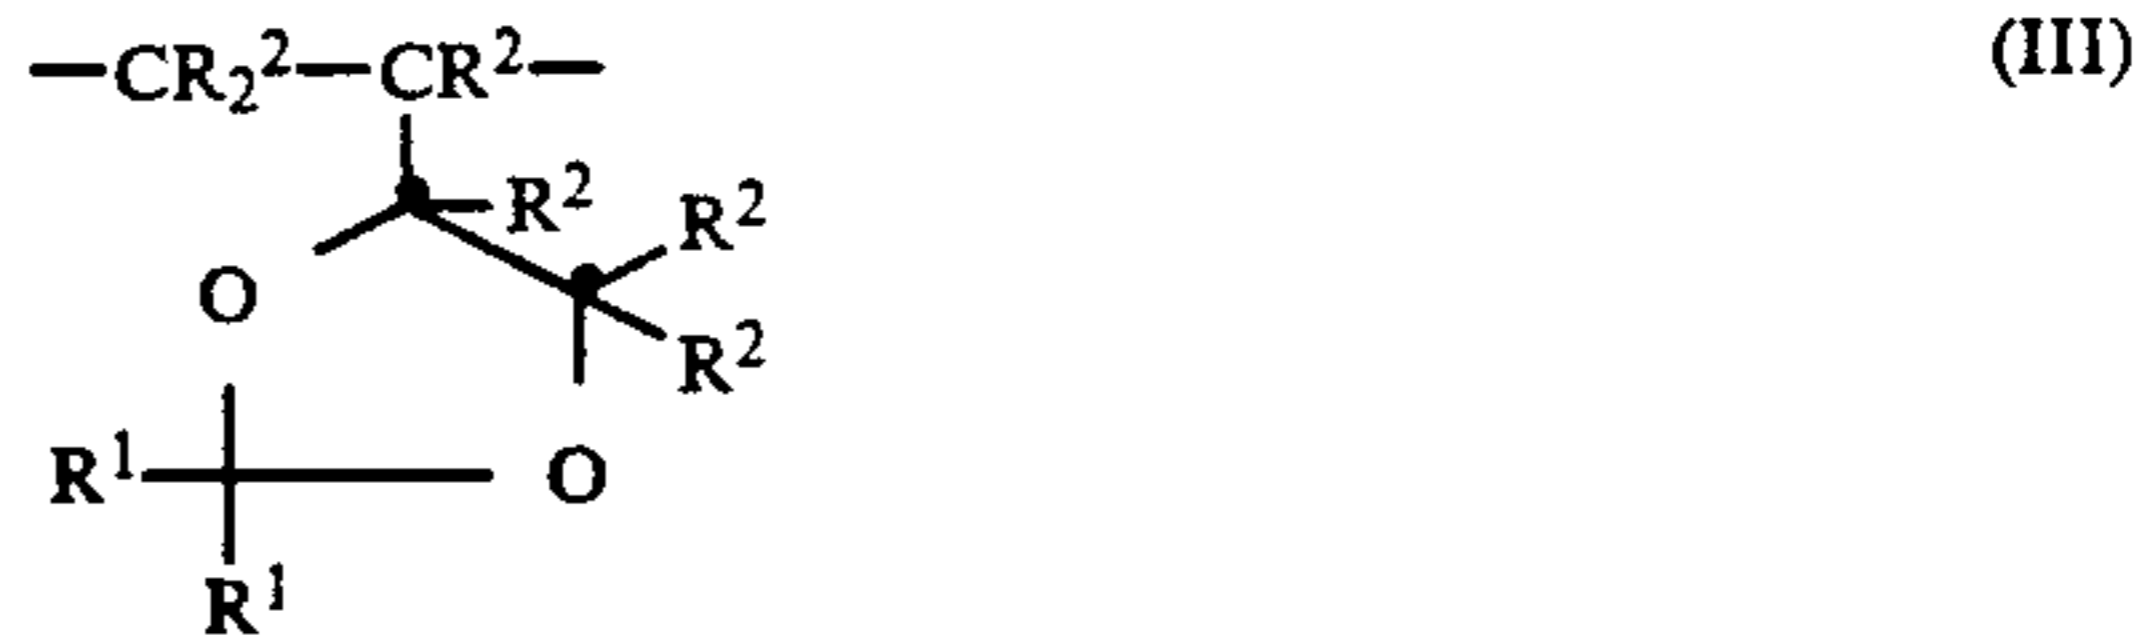 —CR₂²—CR²— (III)
R²
R²
O
R²
R¹ O
R¹